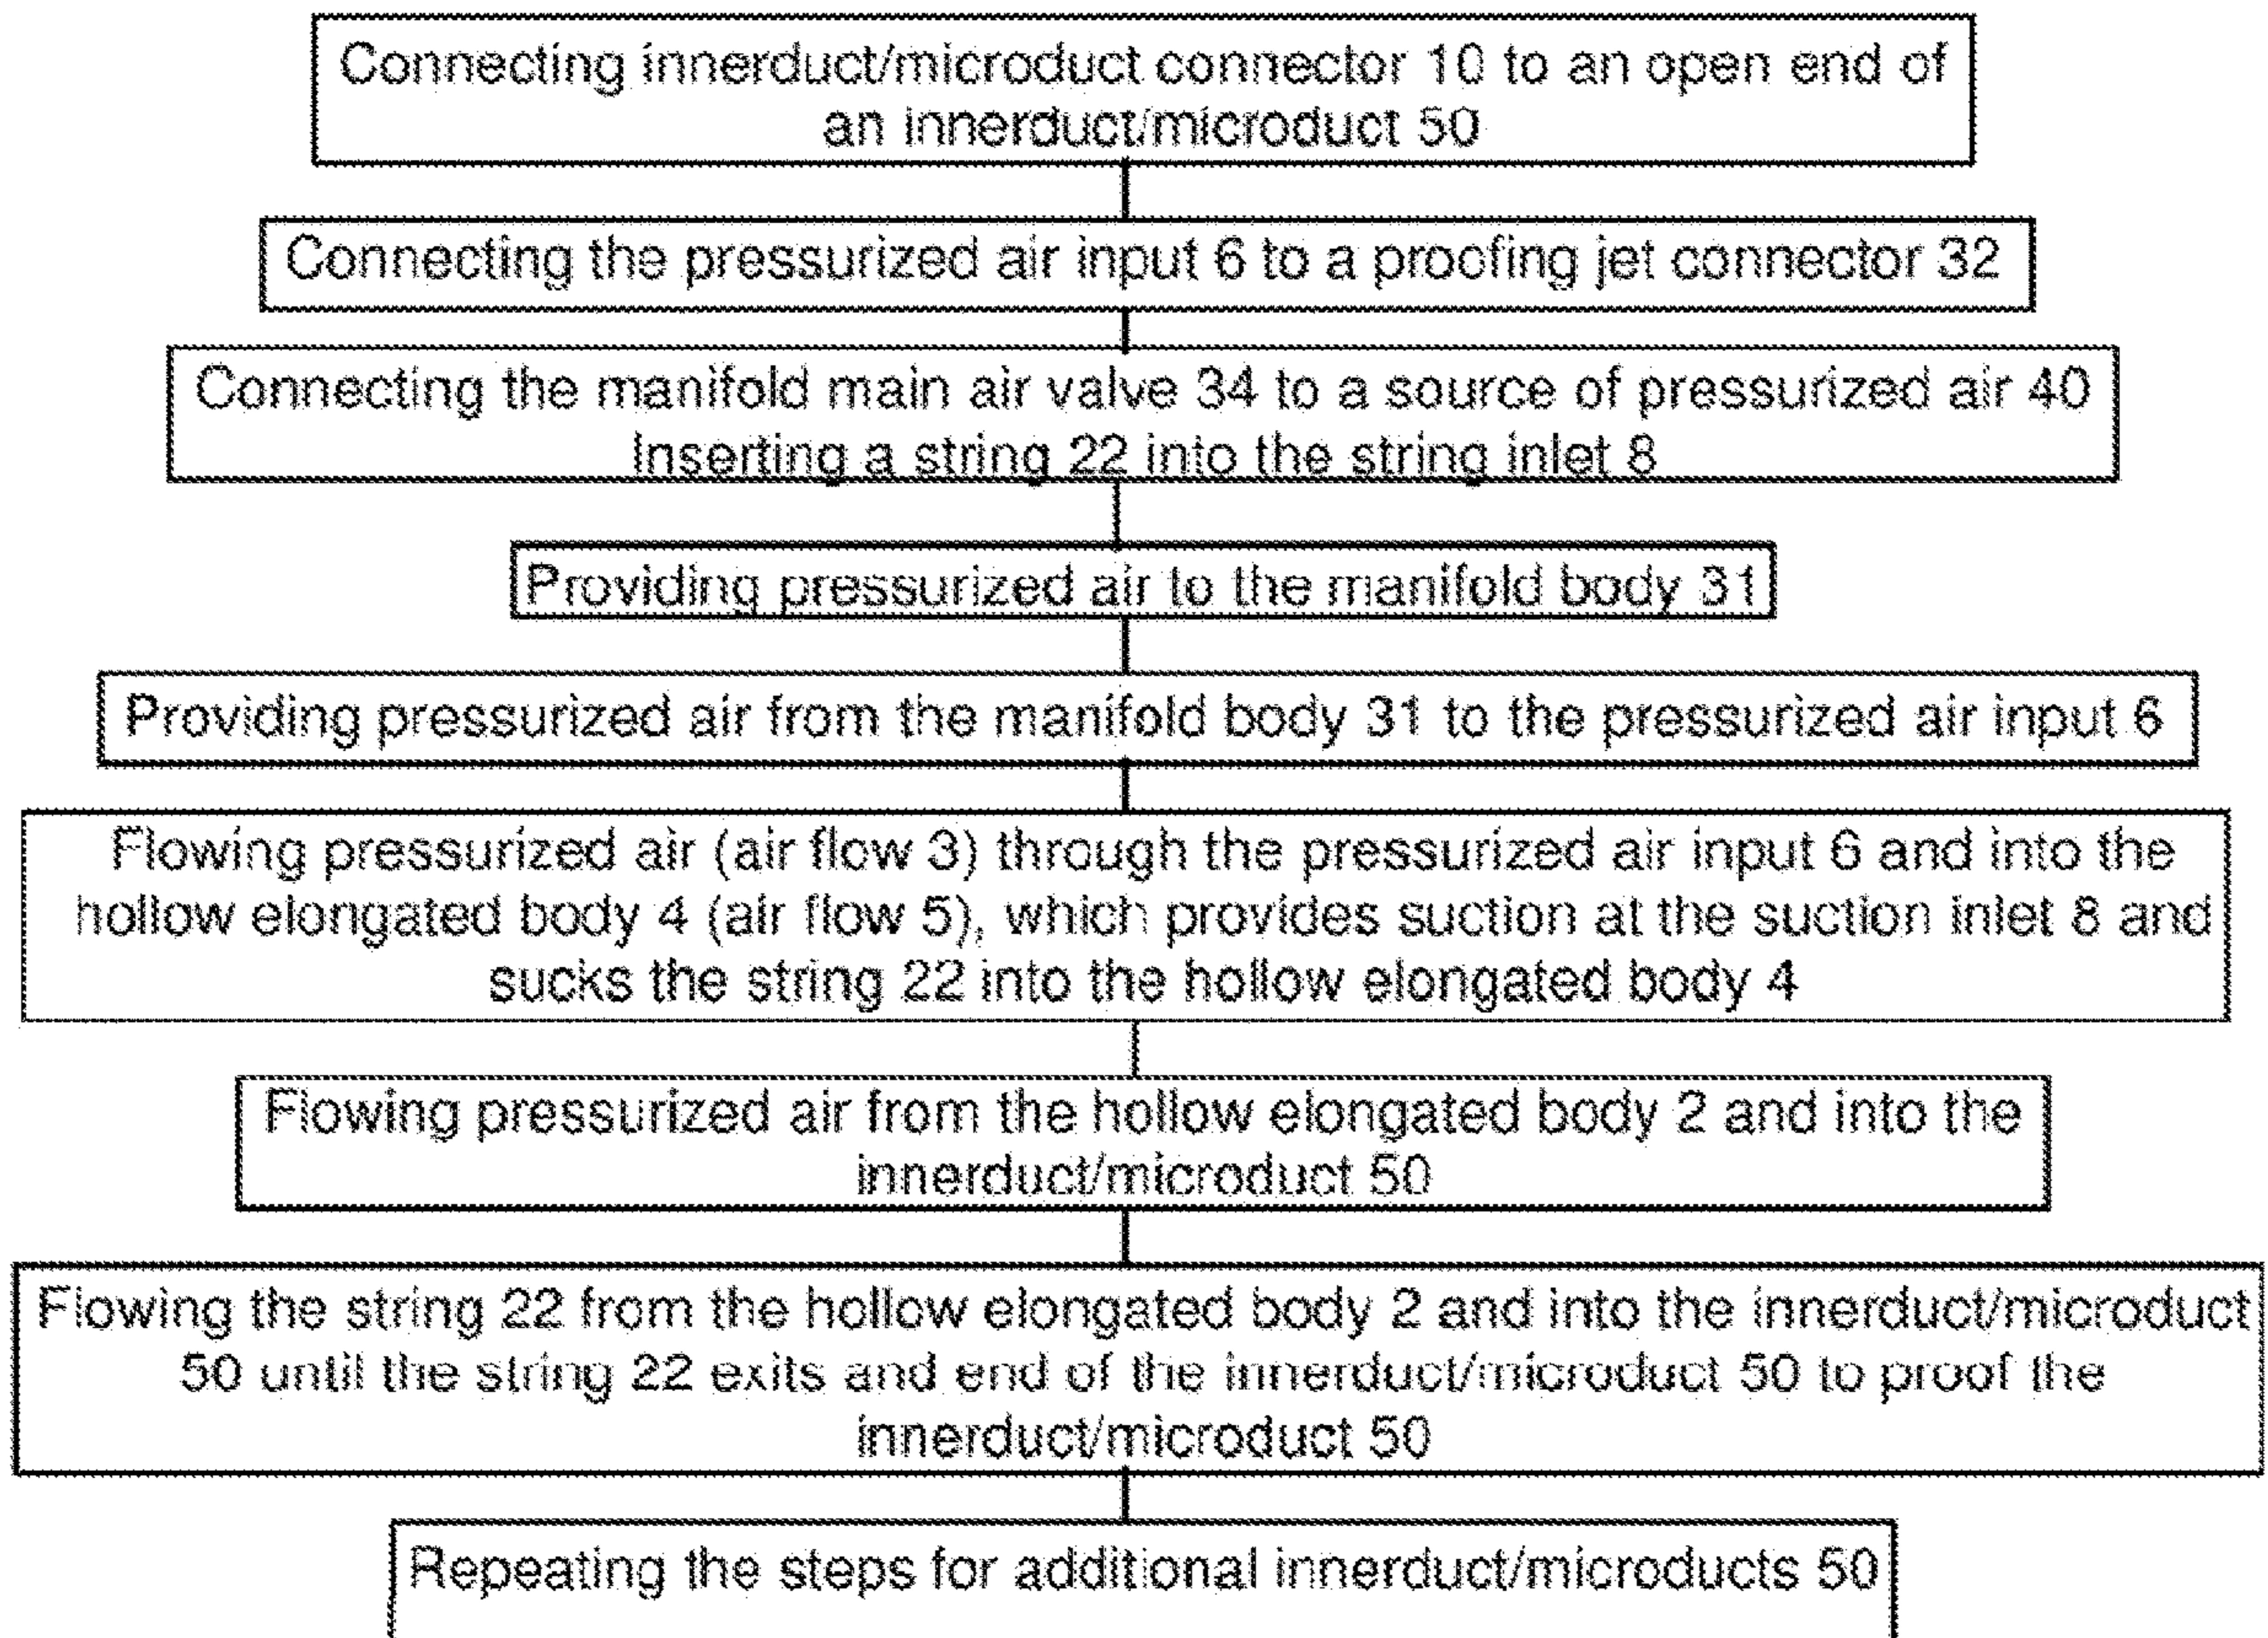 Connecting innerduct/microduct connector 10 to an open end of
an innerduct/microduct 50
Connecting the pressurized air input 6 to a proofing jet connector 32
Connecting the manifold main air valve 34 to a source of pressurized air 40
Inserting a string 22 into the string inlet 8
Providing pressurized air to the manifold body 31
Providing pressurized air from the manifold body 31 to the pressurized air input 6
Flowing pressurized air (air flow 3) through the pressurized air input 6 and into the
hollow elongated body 4 (air flow 5), which provides suction at the suction inlet 8 and
sucks the string 22 into the hollow elongated body 4
Flowing pressurized air from the hollow elongated body 2 and into the
innerduct/microduct 50
Flowing the string 22 from the hollow elongated body 2 and into the innerduct/microduct
50 until the string 22 exits and end of the innerduct/microduct 50 to proof the
innerduct/microduct 50
Repeating the steps for additional innerduct/microducts 50